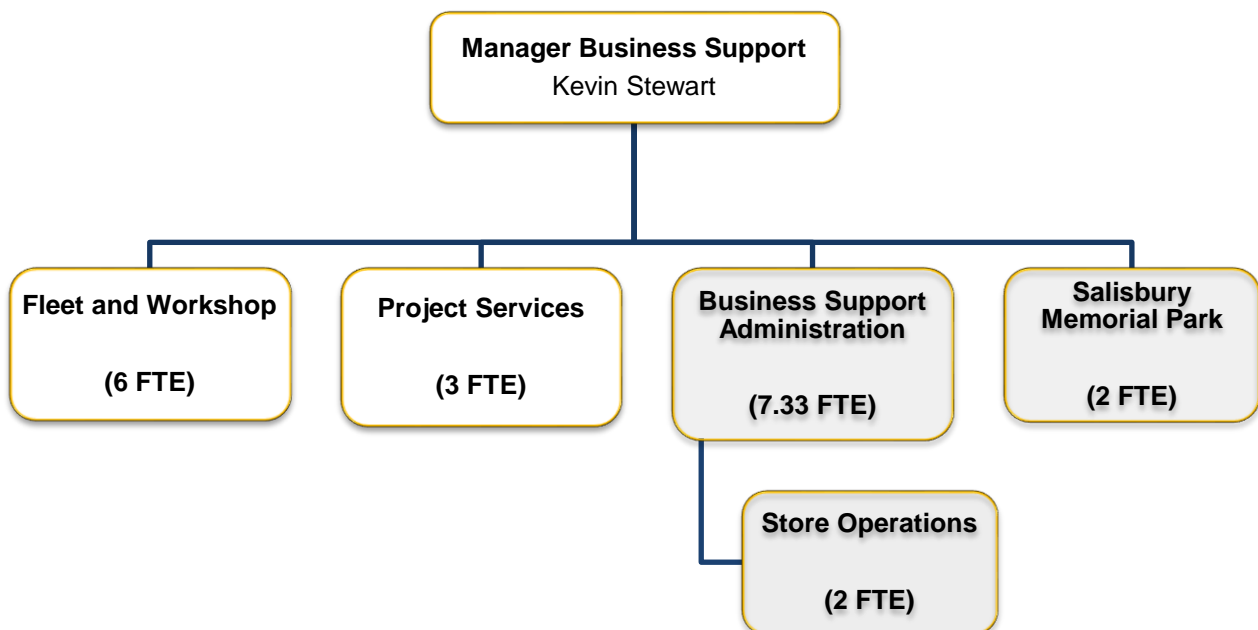 Manager Business Support
Kevin Stewart
Fleet and Workshop
(6 FTE)
Project Services
(3 FTE)
Business Support
Administration
(7.33 FTE)
Salisbury
Memorial Park
(2 FTE)
Store Operations
(2 FTE)